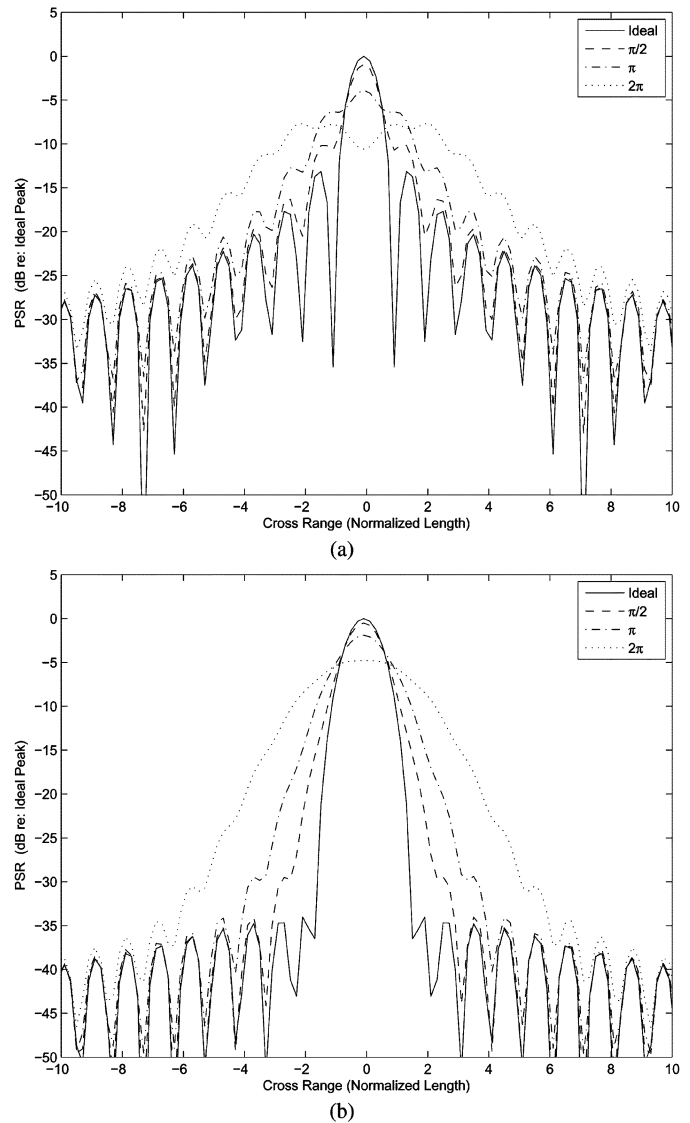 5
0
−5
−10
−15
−20
−25
−30
−35
−40
−45
−50
PSR (dB re: Ideal Peak)
Ideal
π/2
π
2π
−10 −8 −6 −4 −2 0 2 4 6 8 10
Cross Range (Normalized Length)
(a)
5
0
−5
−10
−15
−20
−25
−30
−35
−40
−45
−50
PSR (dB re: Ideal Peak)
Ideal
π/2
π
2π
−10 −8 −6 −4 −2 0 2 4 6 8 10
Cross Range (Normalized Length)
(b)